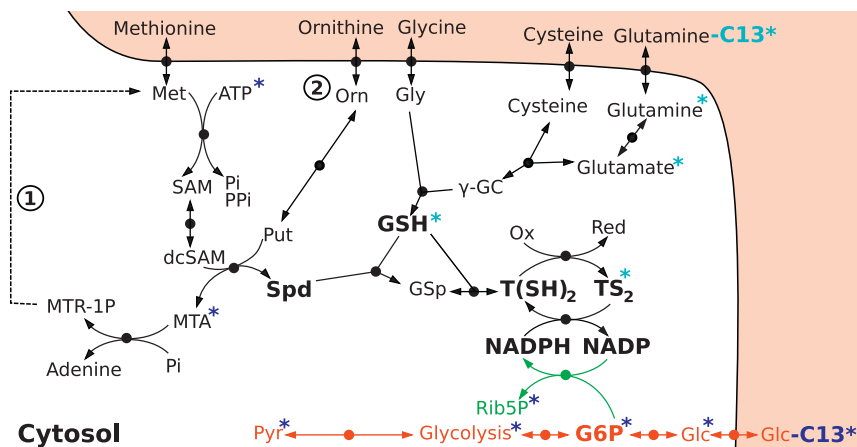 Methionine Ornithine Glycine Cysteine Glutamine-C13*
Met ATP* ② Orn Gly Cysteine Glutamine*
SAM Pi γ-GC Glutamate*
PPi
①
GSH* Ox Red
dcSAM Put
Spd GSp T(SH)2 TS2*
MTR-1P MTA*
Adenine Pi NADPH NADP
Rib5P*
Cytosol Pyr* Glycolysis* G6P* Glc* Glc-C13*